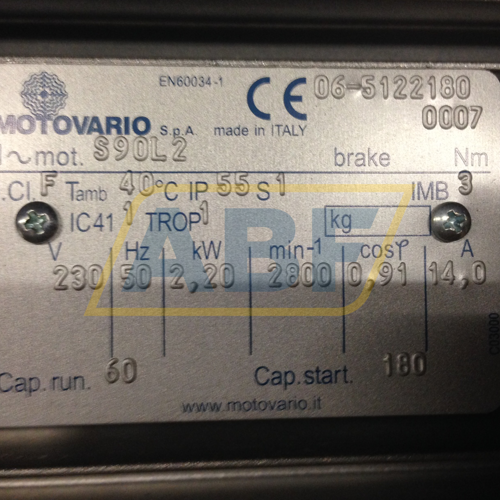 EN60034-1 CE 06-5122180
0007
MOTOVARIO S.p.A. made in ITALY
1~mot. S90L2 brake Nm
.Cl. F Tamb 40°C IP 55 S1 IMB 3
IC41 1 TROP 1 kg
V Hz kW min-1 cosφ A
230 50 2,20 2800 0,91 14,0
Cap.run. 60 Cap.start. 180
www.motovario.it
ABF